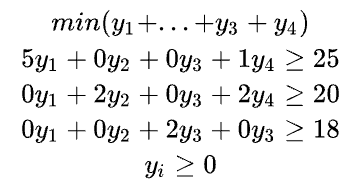 min(y₁+...+y₃ + y₄)
5y₁ + 0y₂ + 0y₃ + 1y₄ ≥ 25
0y₁ + 2y₂ + 0y₃ + 2y₄ ≥ 20
0y₁ + 0y₂ + 2y₃ + 0y₃ ≥ 18
yᵢ ≥ 0